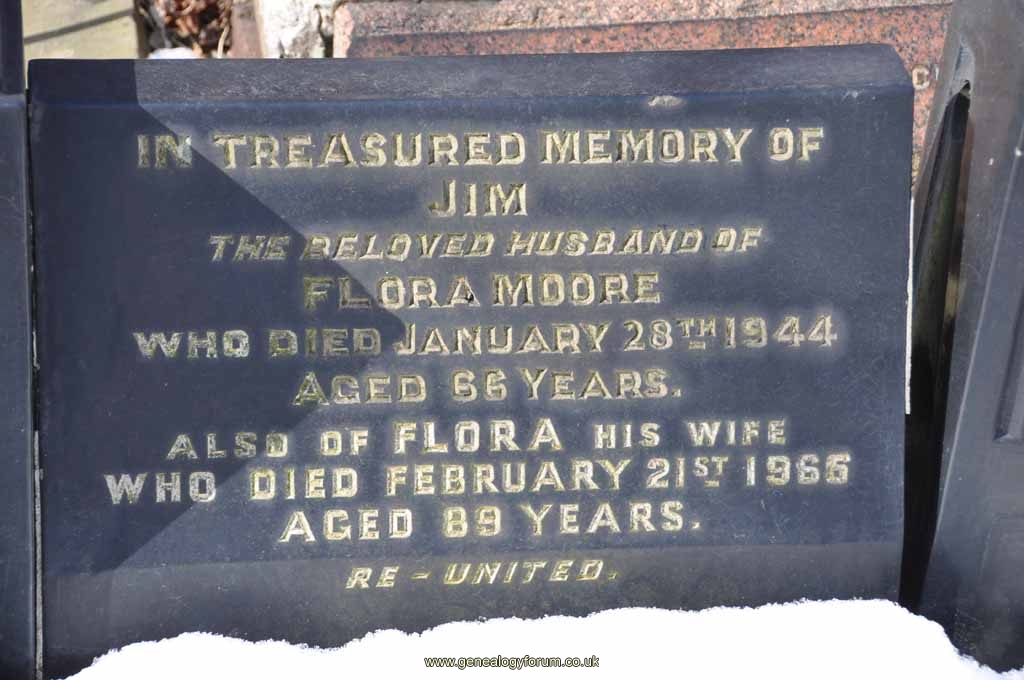 IN TREASURED MEMORY OF
JIM
THE BELOVED HUSBAND OF
FLORA MOORE
WHO DIED JANUARY 28TH 1944
AGED 66 YEARS.
ALSO OF FLORA HIS WIFE
WHO DIED FEBRUARY 21ST 1966
AGED 89 YEARS.
RE-UNITED.
www.genealogyforum.co.uk